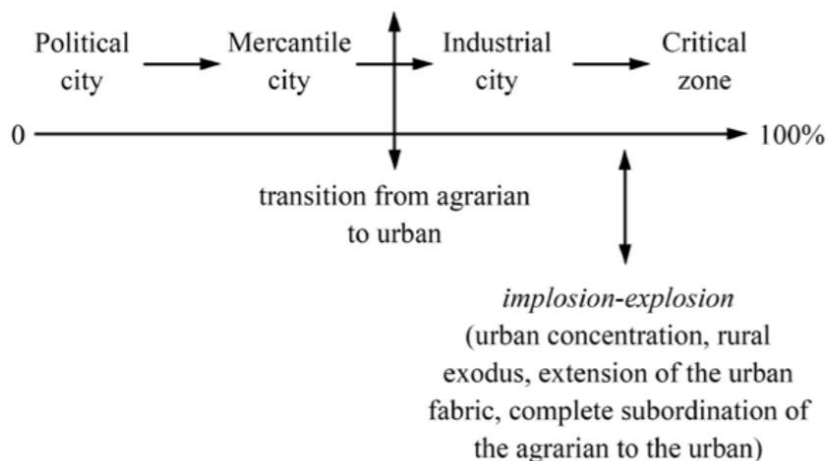 Political city
Mercantile city
Industrial city
Critical zone
0
100%
transition from agrarian
to urban
implosion-explosion
(urban concentration, rural
exodus, extension of the urban
fabric, complete subordination of
the agrarian to the urban)